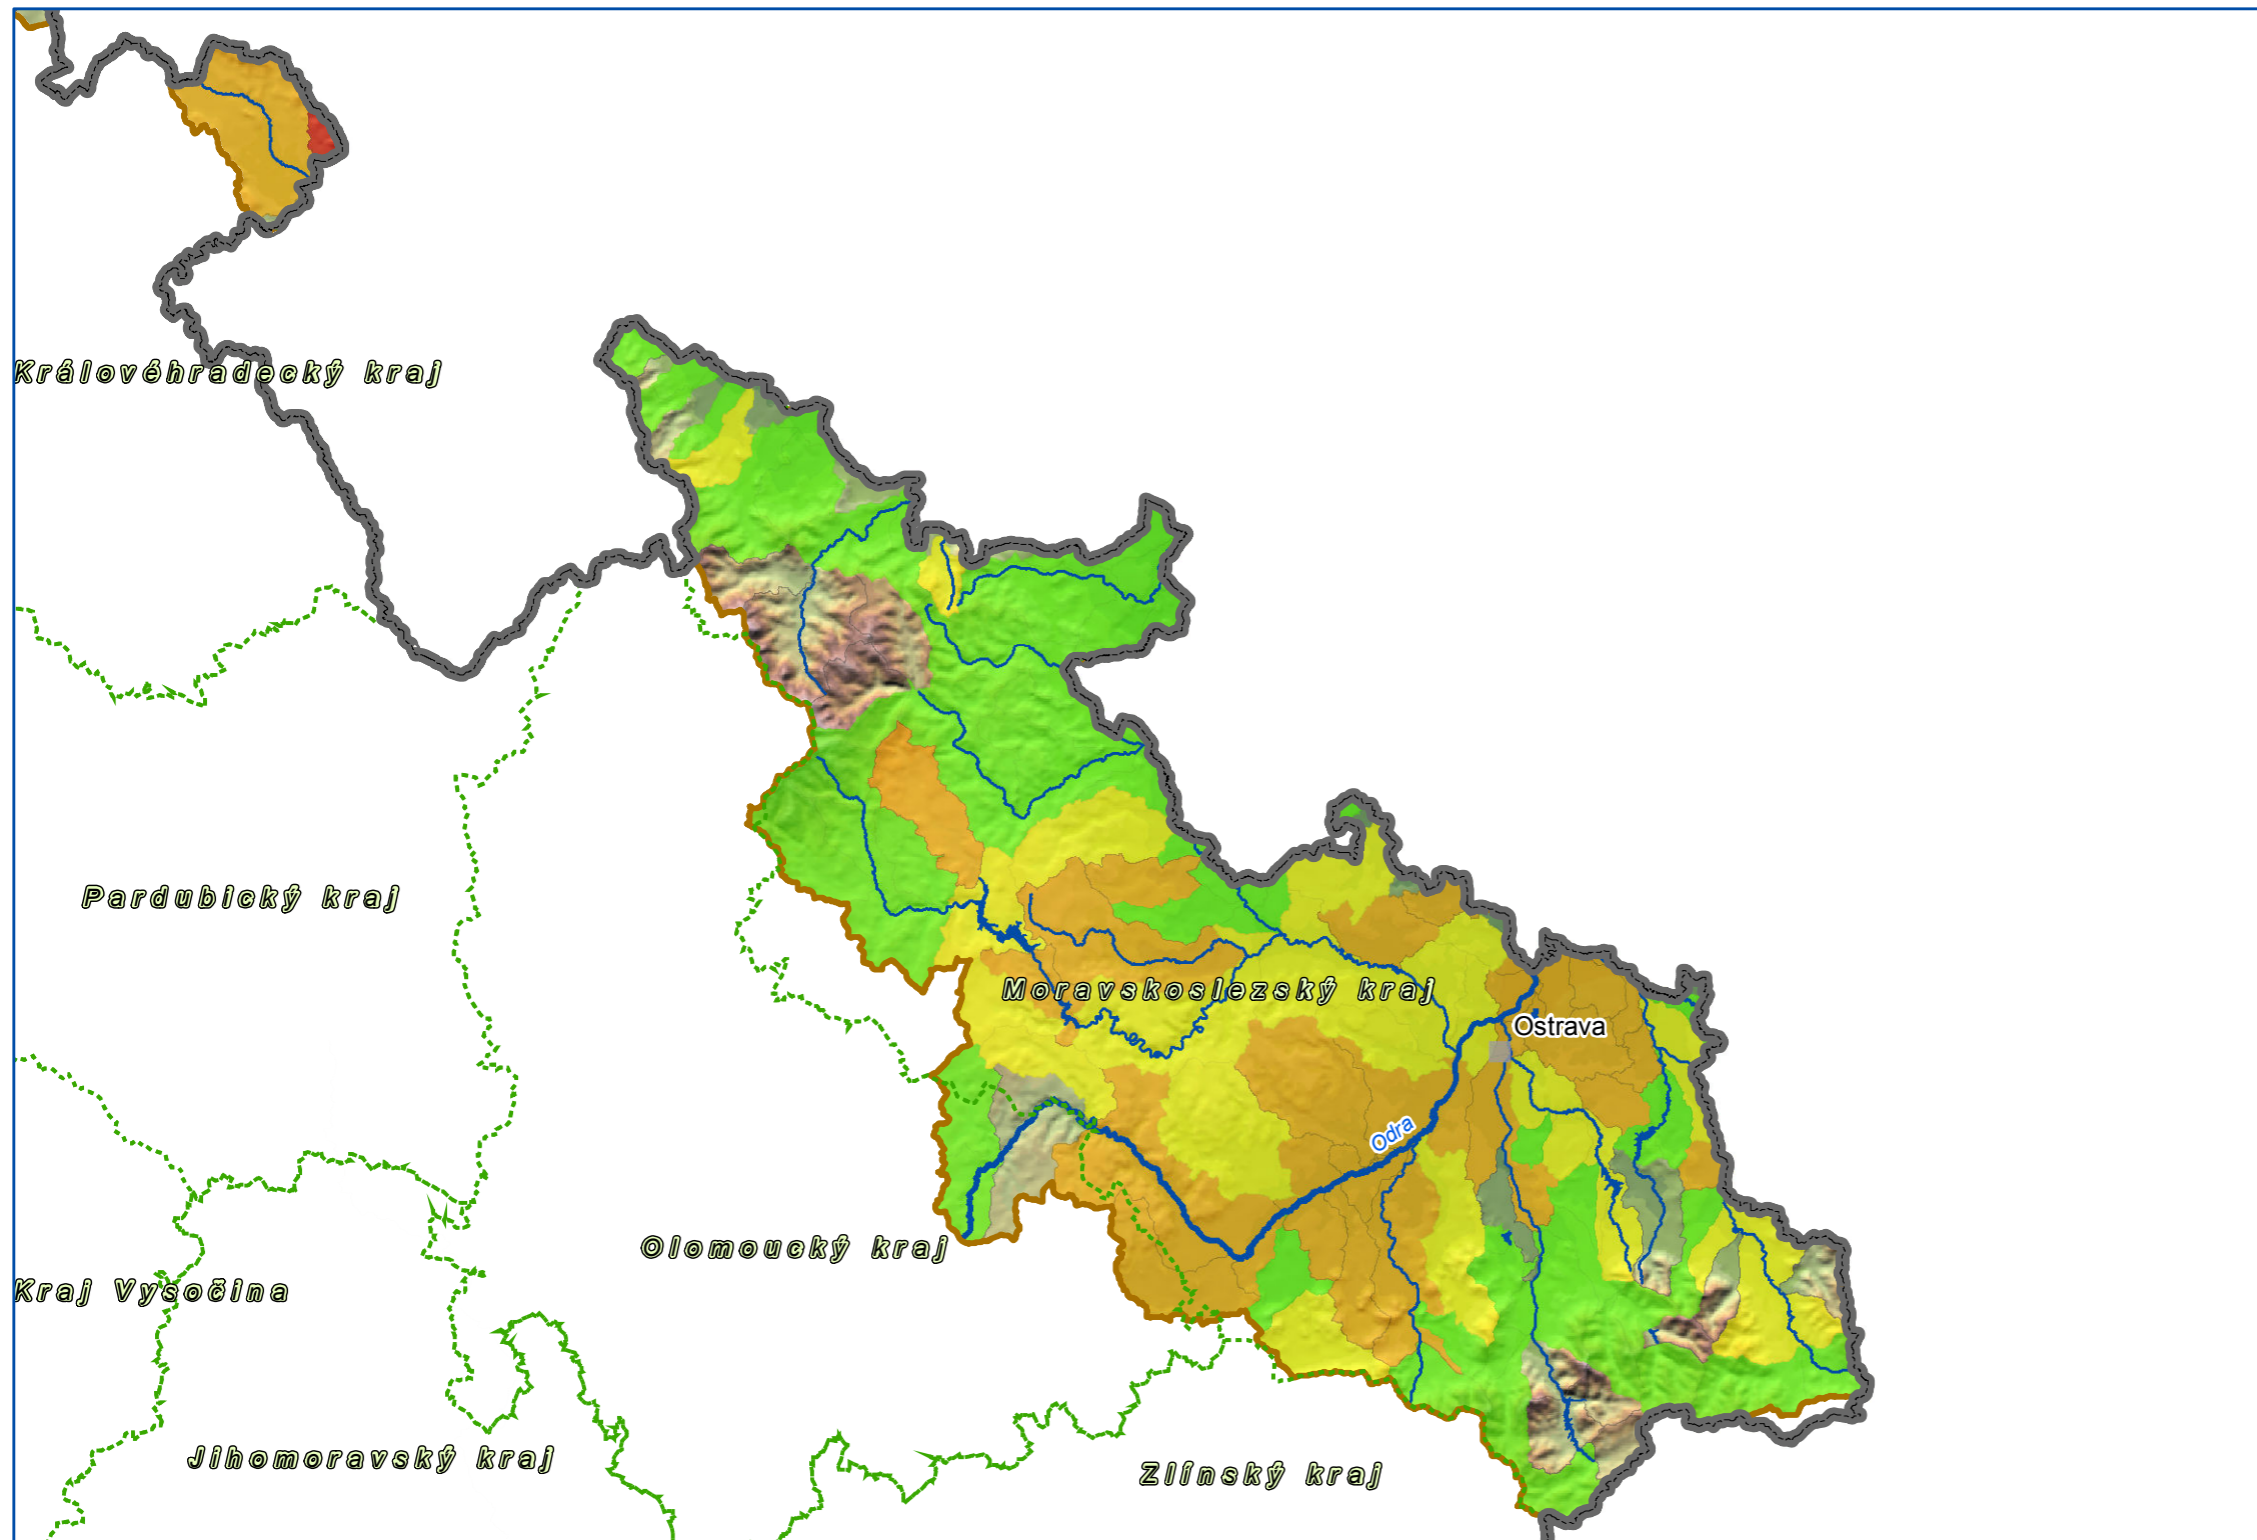 Královéhradecký kraj
Pardubický kraj
Moravskoslezský kraj
Ostrava
Odra
Olomoucký kraj
Kraj Vysočina
Jihomoravský kraj
Zlínský kraj